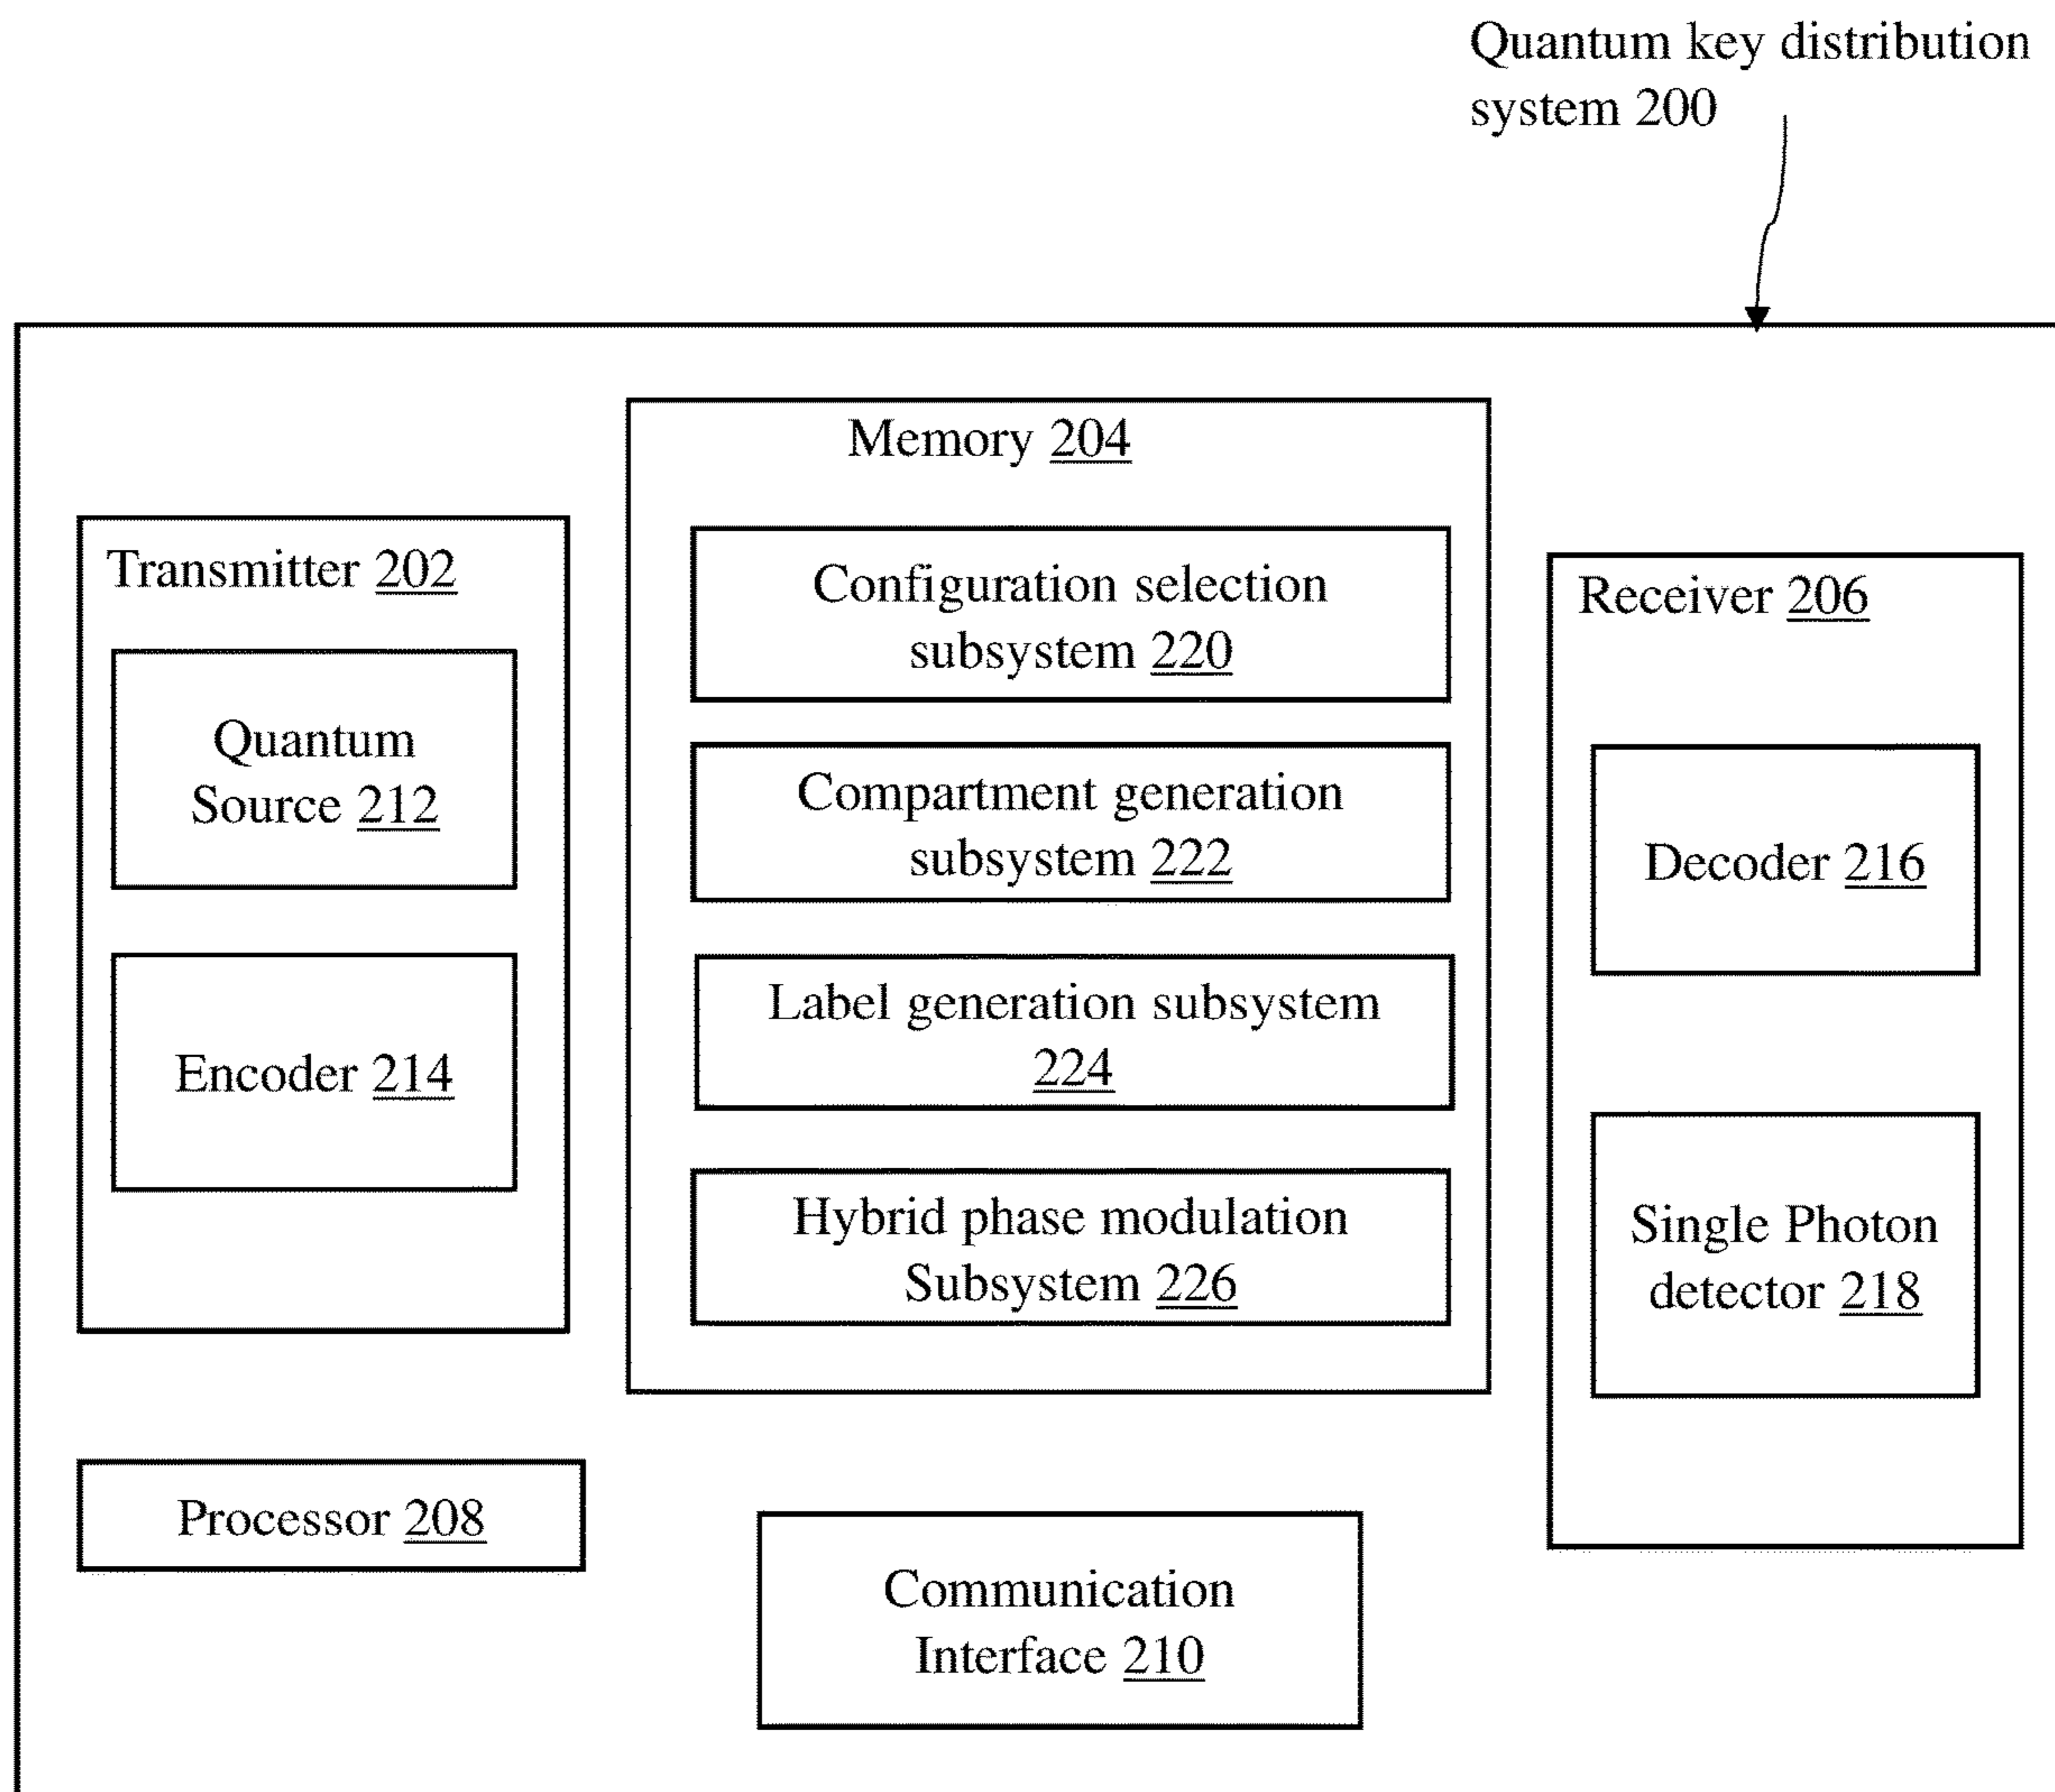 Quantum key distribution
system 200
Memory 204
Configuration selection
subsystem 220
Compartment generation
subsystem 222
Label generation subsystem
224
Hybrid phase modulation
Subsystem 226
Transmitter 202
Quantum
Source 212
Encoder 214
Receiver 206
Decoder 216
Single Photon
detector 218
Processor 208
Communication
Interface 210